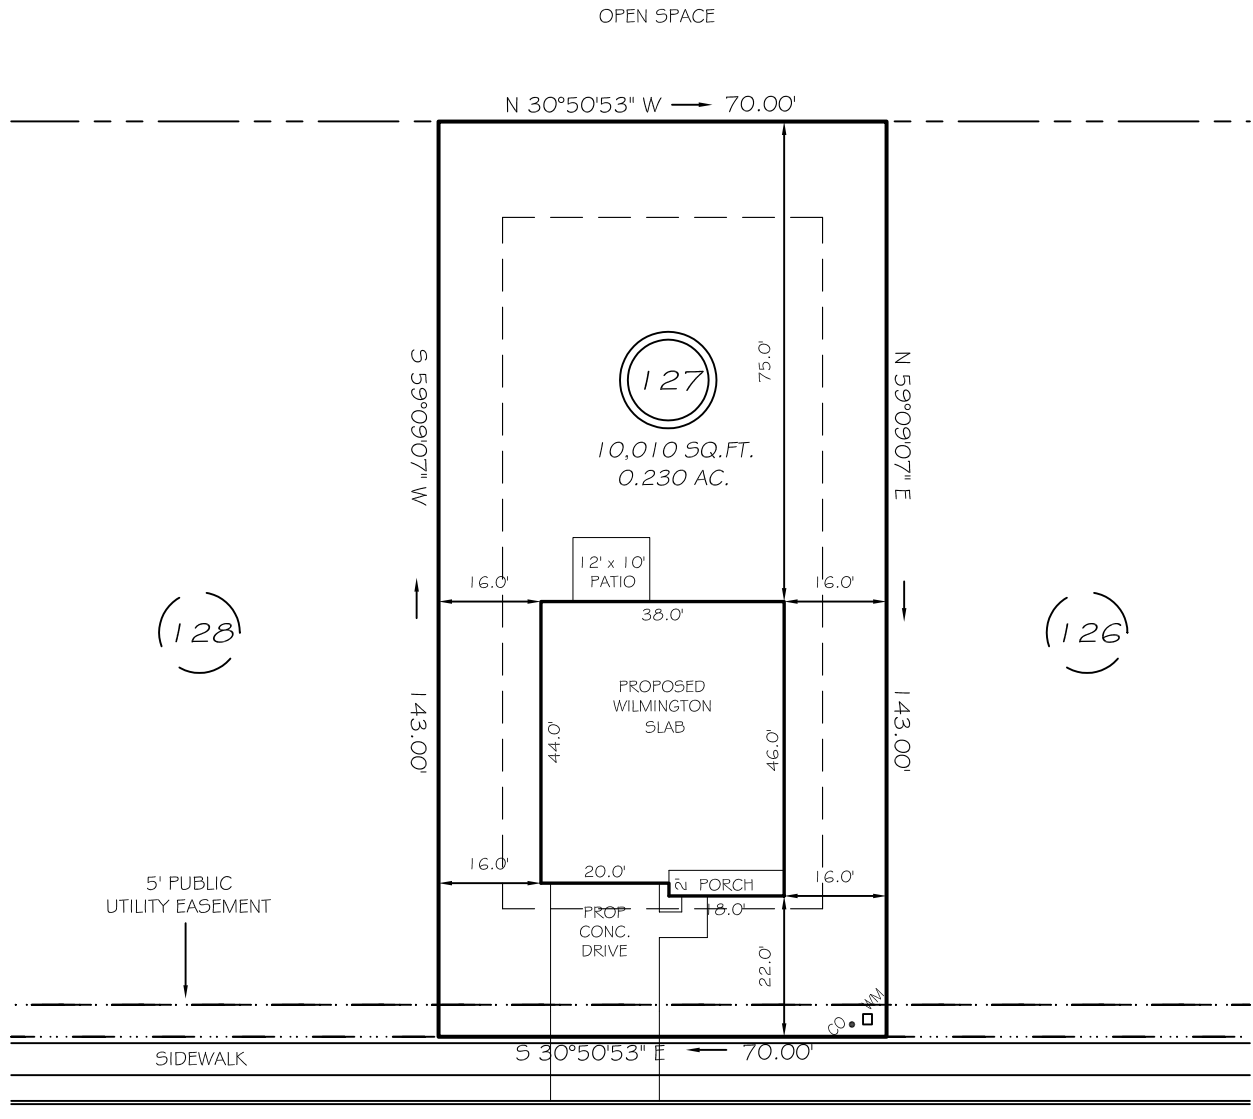 OPEN SPACE
N 30°50'53" W 70.00'
S 59°09'07" W
143.00'
N 59°09'07" E
143.00'
75.0'
127
10,010 SQ.FT.
0.230 AC.
12' x 10'
PATIO
16.0'
16.0'
38.0'
128
126
PROPOSED
WILMINGTON
SLAB
44.0'
46.0'
16.0'
20.0'
2'
PORCH
16.0'
18.0'
5' PUBLIC
UTILITY EASEMENT
PROP
CONC.
DRIVE
22.0'
CO
WM
SIDEWALK
S 30°50'53" E 70.00'